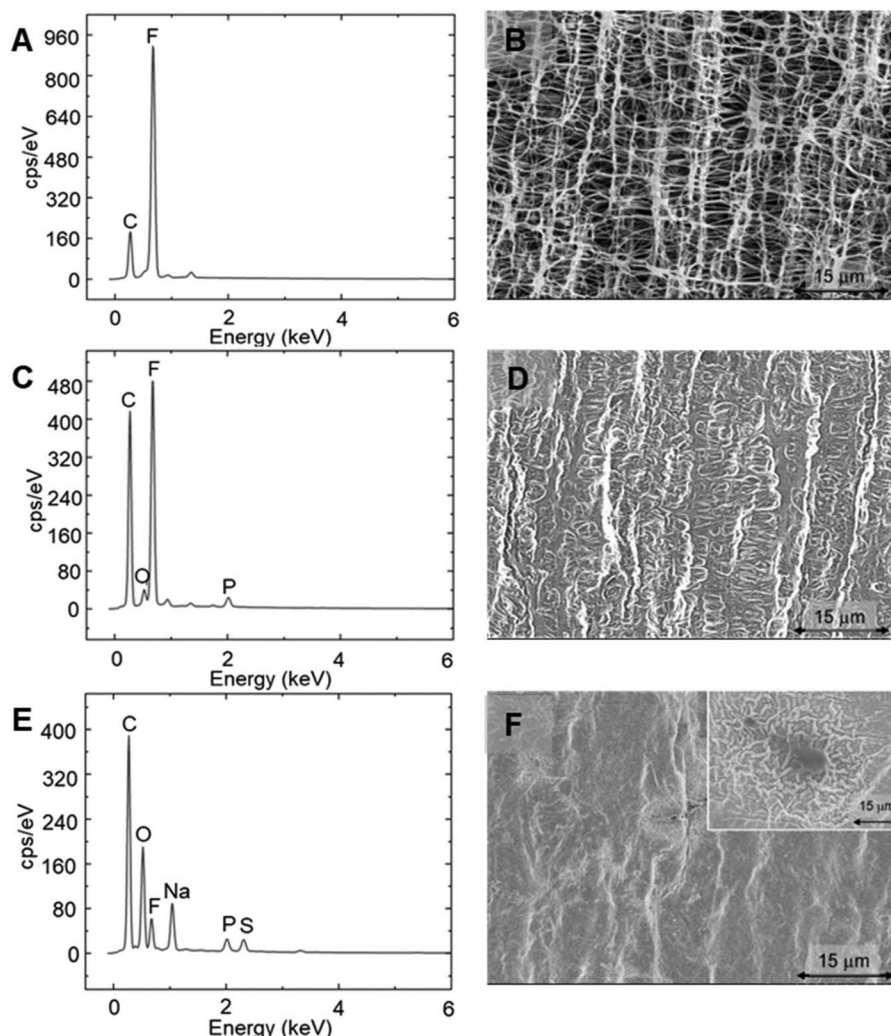 A
960
800
640
480
320
160
0
cps/eV
C
F
0
2
4
6
Energy (keV)
B
15 μm
C
480
400
320
240
160
80
0
cps/eV
C
O
F
P
0
2
4
6
Energy (keV)
D
15 μm
E
400
320
240
160
80
0
cps/eV
C
O
F
Na
P
S
0
2
4
6
Energy (keV)
F
15 μm
15 μm